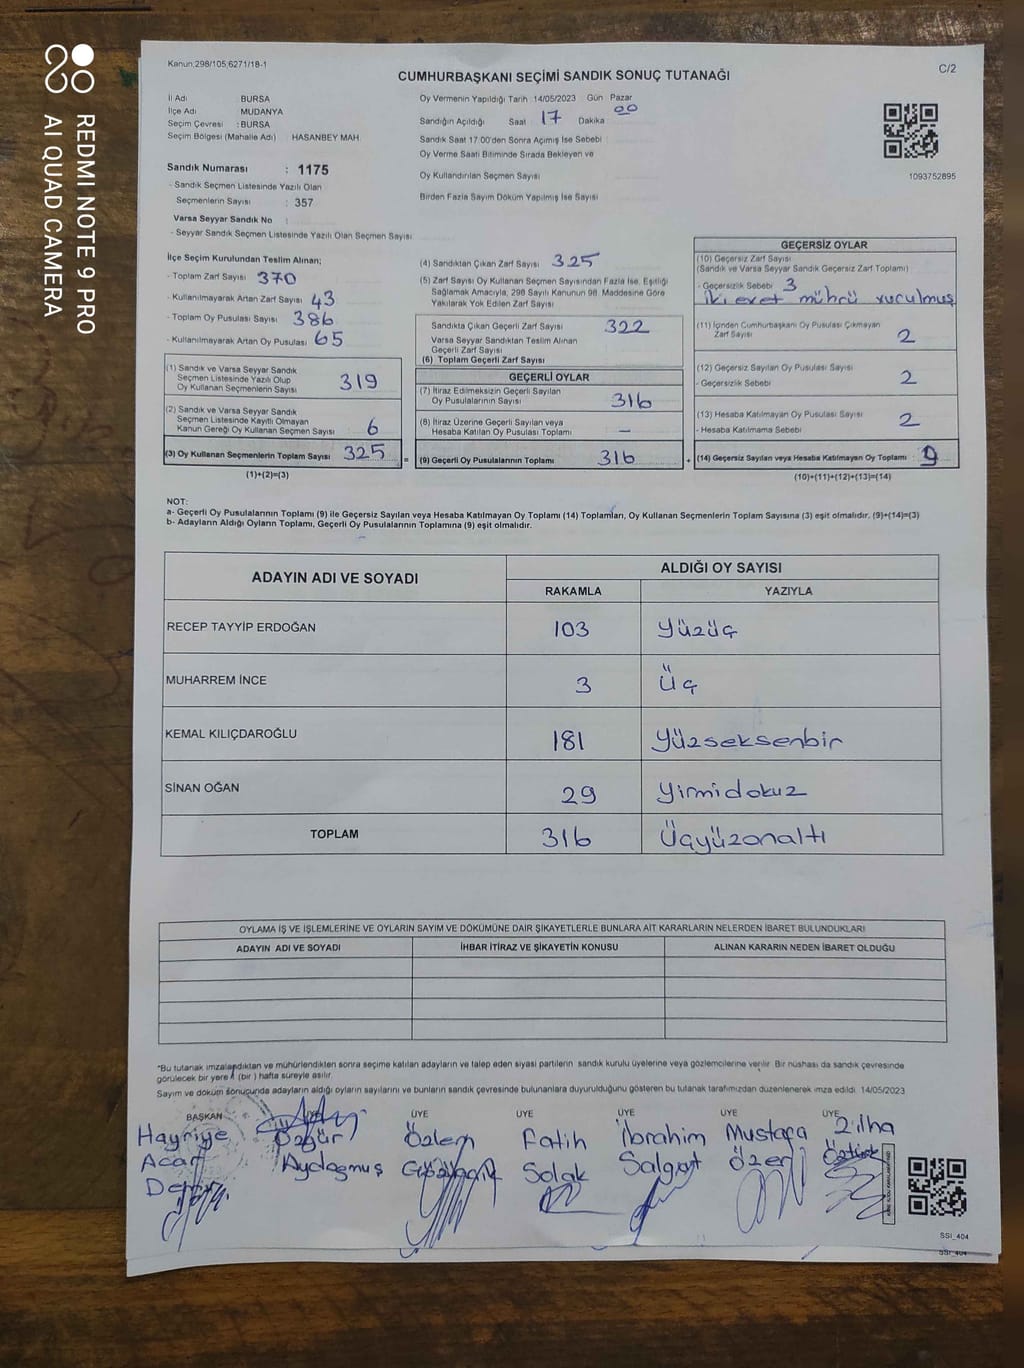 Kanun;298/105;6271/18-1
CUMHURBAŞKANI SEÇİMİ SANDIK SONUÇ TUTANAĞI
C/2
İl Adı BURSA
İlçe Adı MUDANYA
Seçim Çevresi :BURSA
Seçim Bölgesi (Mahalle Adı) HASANBEY MAH.
Sandık Numarası : 1175
- Sandık Seçmen Listesinde Yazılı Olan
Seçmenlerin Sayısı : 357
Varsa Seyyar Sandık No :
- Seyyar Sandık Seçmen Listesinde Yazılı Olan Seçmen Sayısı
Oy Vermenin Yapıldığı Tarih :14/05/2023 Gün Pazar
Sandığın Açıldığı Saat 17 Dakika 00
Sandık Saat 17.00'den Sonra Açımış İse Sebebi
Oy Verme Saati Bitiminde Sırada Bekleyen ve
Oy Kullandırılan Seçmen Sayısı
Birden Fazla Sayım Döküm Yapılmış İse Sayısı
1093752895
İlçe Seçim Kurulundan Teslim Alınan;
- Toplam Zarf Sayısı 370
- Kullanılmayarak Artan Zarf Sayısı 43
- Toplam Oy Pusulası Sayısı 386
- Kullanılmayarak Artan Oy Pusulası 65
(1) Sandık ve Varsa Seyyar Sandık
Seçmen Listesinde Yazılı Olup
Oy Kullanan Seçmenlerin Sayısı 319
(2) Sandık ve Varsa Seyyar Sandık
Seçmen Listesinde Kayıtlı Olmayan
Kanun Gereği Oy Kullanan Seçmen Sayısı 6
(3) Oy Kullanan Seçmenlerin Toplam Sayısı 325
(1)+(2)=(3)
=
(4) Sandıktan Çıkan Zarf Sayısı 325
(5) Zarf Sayısı Oy Kullanan Seçmen Sayısından Fazla İse, Eşitliği
Sağlamak Amacıyla, 298 Sayılı Kanunun 98. Maddesine Göre
Yakılarak Yok Edilen Zarf Sayısı
Sandıkta Çıkan Geçerli Zarf Sayısı 322
Varsa Seyyar Sandıktan Teslim Alınan
Geçerli Zarf Sayısı
(6) Toplam Geçerli Zarf Sayısı
GEÇERLİ OYLAR
(7) İtiraz Edilmeksizin Geçerli Sayılan
Oy Pusulalarının Sayısı 316
(8) İtiraz Üzerine Geçerli Sayılan veya
Hesaba Katılan Oy Pusulası Toplamı –
(9) Geçerli Oy Pusulalarının Toplamı 316
+
GEÇERSİZ OYLAR
(10) Geçersiz Zarf Sayısı
(Sandık ve Varsa Seyyar Sandık Geçersiz Zarf Toplamı)
- Geçersizlik Sebebi 3
iki evet mührü vurulmuş
(11) İçinden Cumhurbaşkanı Oy Pusulası Çıkmayan
Zarf Sayısı 2
(12) Geçersiz Sayılan Oy Pusulası Sayısı 2
- Geçersizlik Sebebi
(13) Hesaba Katılmayan Oy Pusulası Sayısı 2
- Hesaba Katılmama Sebebi
(14) Geçersiz Sayılan veya Hesaba Katılmayan Oy Toplamı : 9
(10)+(11)+(12)+(13)=(14)
NOT:
a- Geçerli Oy Pusulalarının Toplamı (9) ile Geçersiz Sayılan veya Hesaba Katılmayan Oy Toplamı (14) Toplamları, Oy Kullanan Seçmenlerin Toplam Sayısına (3) eşit olmalıdır. (9)+(14)=(3)
b- Adayların Aldığı Oyların Toplamı, Geçerli Oy Pusulalarının Toplamına (9) eşit olmalıdır.
ADAYIN ADI VE SOYADI ALDIĞI OY SAYISI
RAKAMLA YAZIYLA
RECEP TAYYİP ERDOĞAN 103 yüzüç
MUHARREM İNCE 3 üç
KEMAL KILIÇDAROĞLU 181 yüzseksenbir
SİNAN OĞAN 29 yirmidokuz
TOPLAM 316 Üçyüzonaltı
OYLAMA İŞ VE İŞLEMLERİNE VE OYLARIN SAYIM VE DÖKÜMÜNE DAİR ŞİKAYETLERLE BUNLARA AİT KARARLARIN NELERDEN İBARET BULUNDUKLARI
ADAYIN ADI VE SOYADI İHBAR İTİRAZ VE ŞİKAYETİN KONUSU ALINAN KARARIN NEDEN İBARET OLDUĞU
*Bu tutanak imzalandıktan ve mühürlendikten sonra seçime katılan adayların ve talep eden siyasi partilerin sandık kurulu üyelerine veya gözlemcilerine verilir. Bir nüshası da sandık çevresinde
görülecek bir yere 1 (bir) hafta süreyle asılır.
Sayım ve döküm sonucunda adayların aldığı oyların sayılarını ve bunların sandık çevresinde bulunanlara duyurulduğunu gösteren bu tutanak tarafımızdan düzenlenerek imza edildi. 14/05/2023
BAŞKAN ÜYE ÜYE ÜYE ÜYE ÜYE ÜYE
Hayriye Özgür Özlem Fatih İbrahim Mustafa Zilha
Acar Aydoğmuş Solak Salgat Özer Öztürk
SSI_404
SSI_404
REDMI NOTE 9 PRO
AI QUAD CAMERA